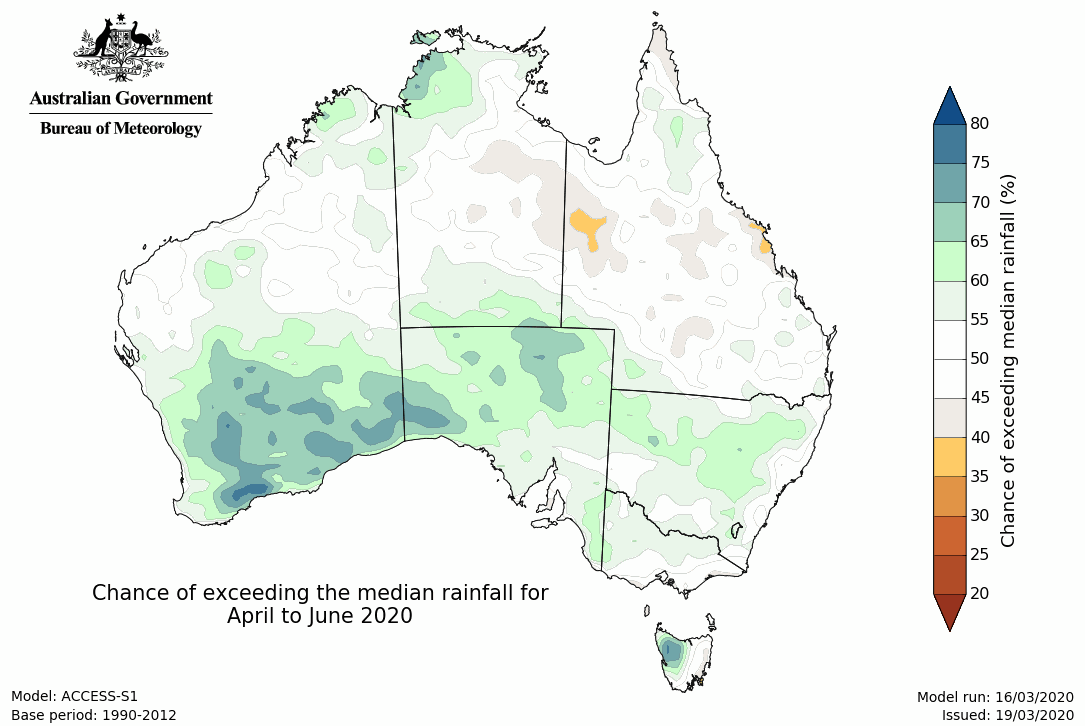 Australian Government
Bureau of Meteorology
80
75
70
65
60
55
50
45
40
35
30
25
20
Chance of exceeding median rainfall (%)
Chance of exceeding the median rainfall for
April to June 2020
Model: ACCESS-S1
Base period: 1990-2012
Model run: 16/03/2020
Issued: 19/03/2020